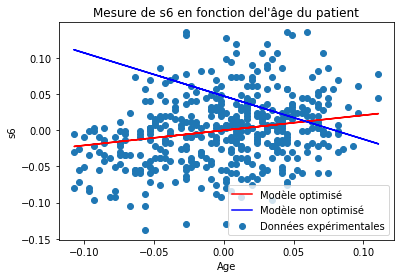 Mesure de s6 en fonction del'âge du patient
0.10
0.05
0.00
−0.05
−0.10
−0.15
s6
−0.10
−0.05
0.00
0.05
0.10
Age
Modèle optimisé
Modèle non optimisé
Données expérimentales